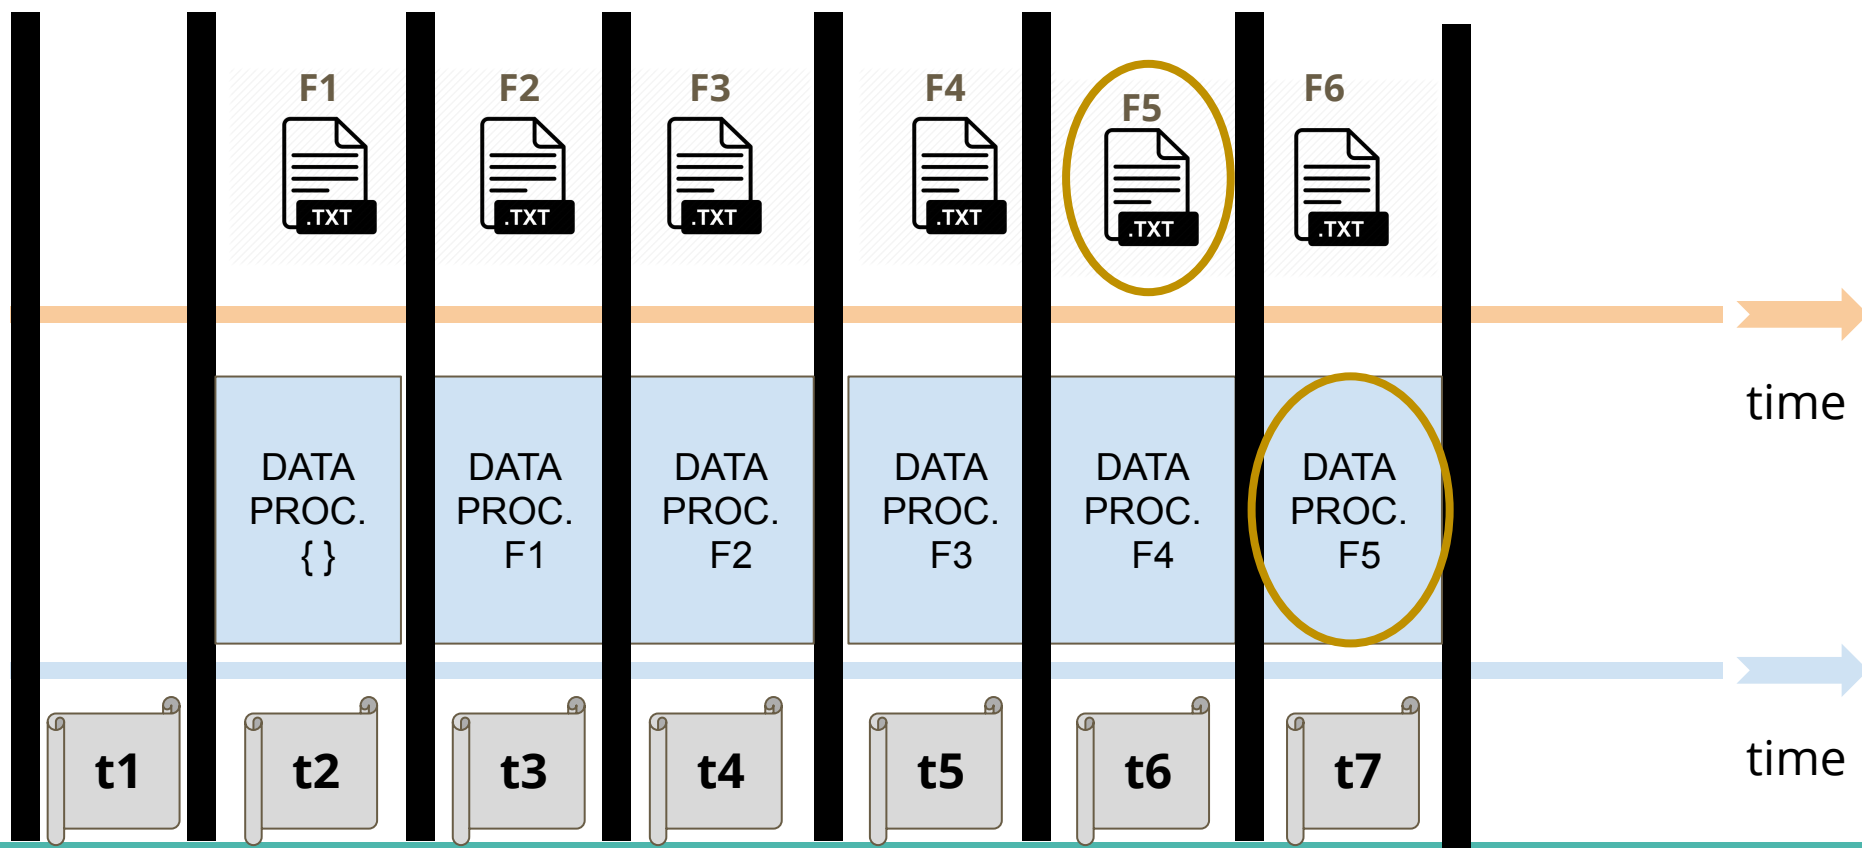 F1
F2
F3
F4
F5
F6
.TXT
.TXT
.TXT
.TXT
.TXT
.TXT
time
DATA
PROC.
{ }
DATA
PROC.
F1
DATA
PROC.
F2
DATA
PROC.
F3
DATA
PROC.
F4
DATA
PROC.
F5
time
t1
t2
t3
t4
t5
t6
t7